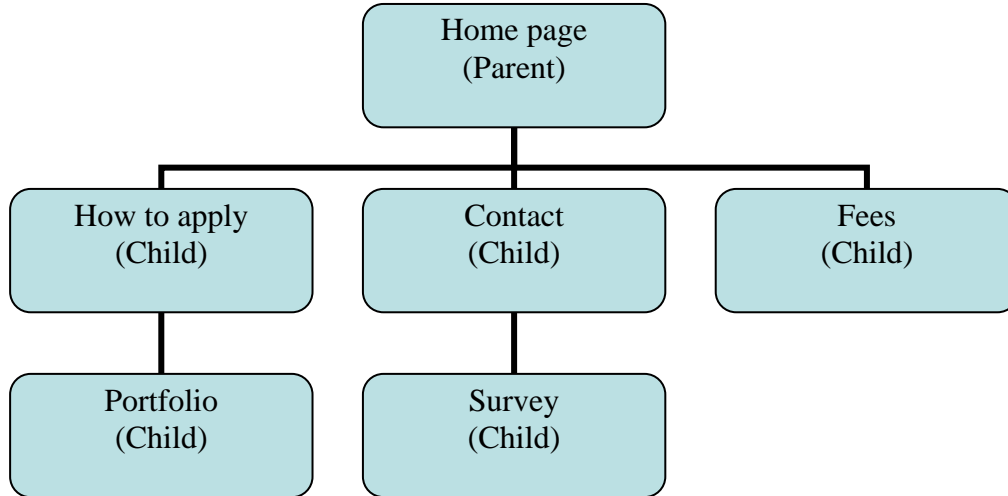 Home page
(Parent)
How to apply
(Child)
Contact
(Child)
Fees
(Child)
Portfolio
(Child)
Survey
(Child)